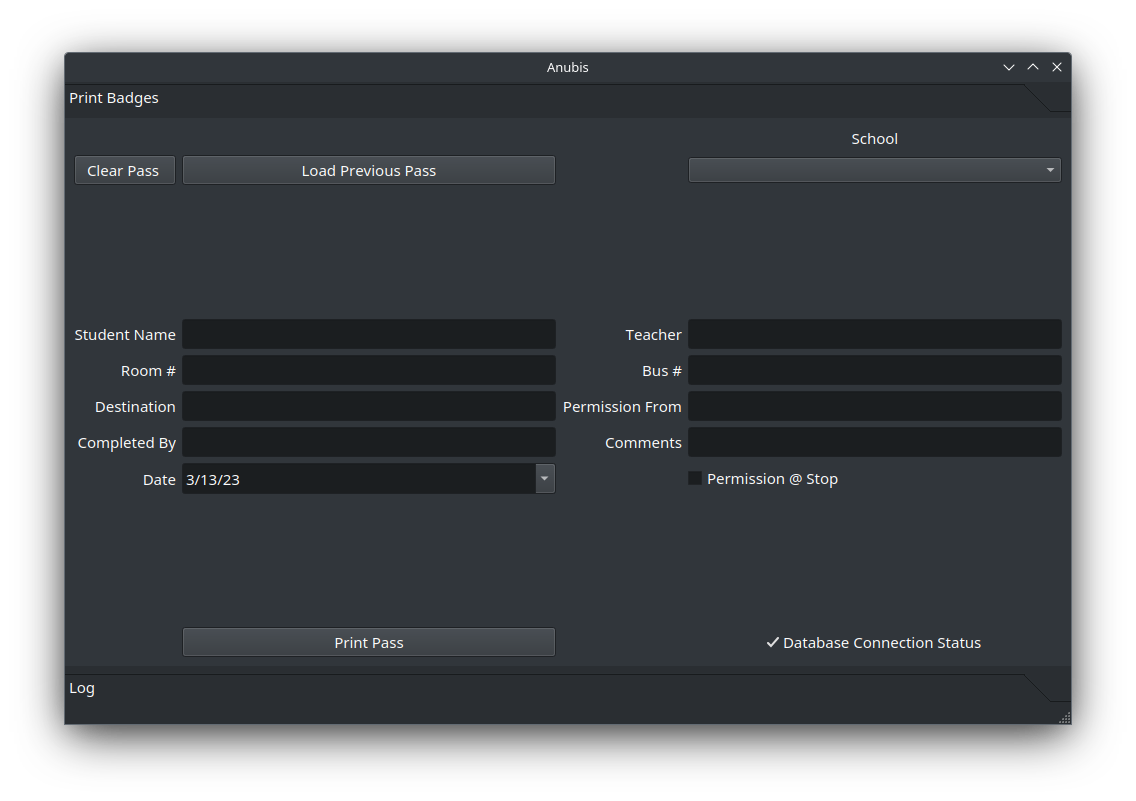 Anubis
Print Badges
School
Clear Pass Load Previous Pass
Student Name Teacher
Room # Bus #
Destination Permission From
Completed By Comments
Date 3/13/23 Permission @ Stop
Print Pass Database Connection Status
Log